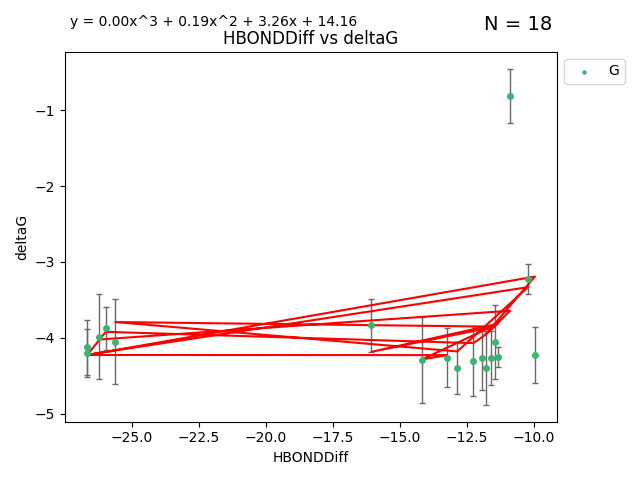 y = 0.00x^3 + 0.19x^2 + 3.26x + 14.16
N = 18
HBONDDiff vs deltaG
G
−1
−2
−3
−4
−5
deltaG
−25.0 −22.5 −20.0 −17.5 −15.0 −12.5 −10.0
HBONDDiff